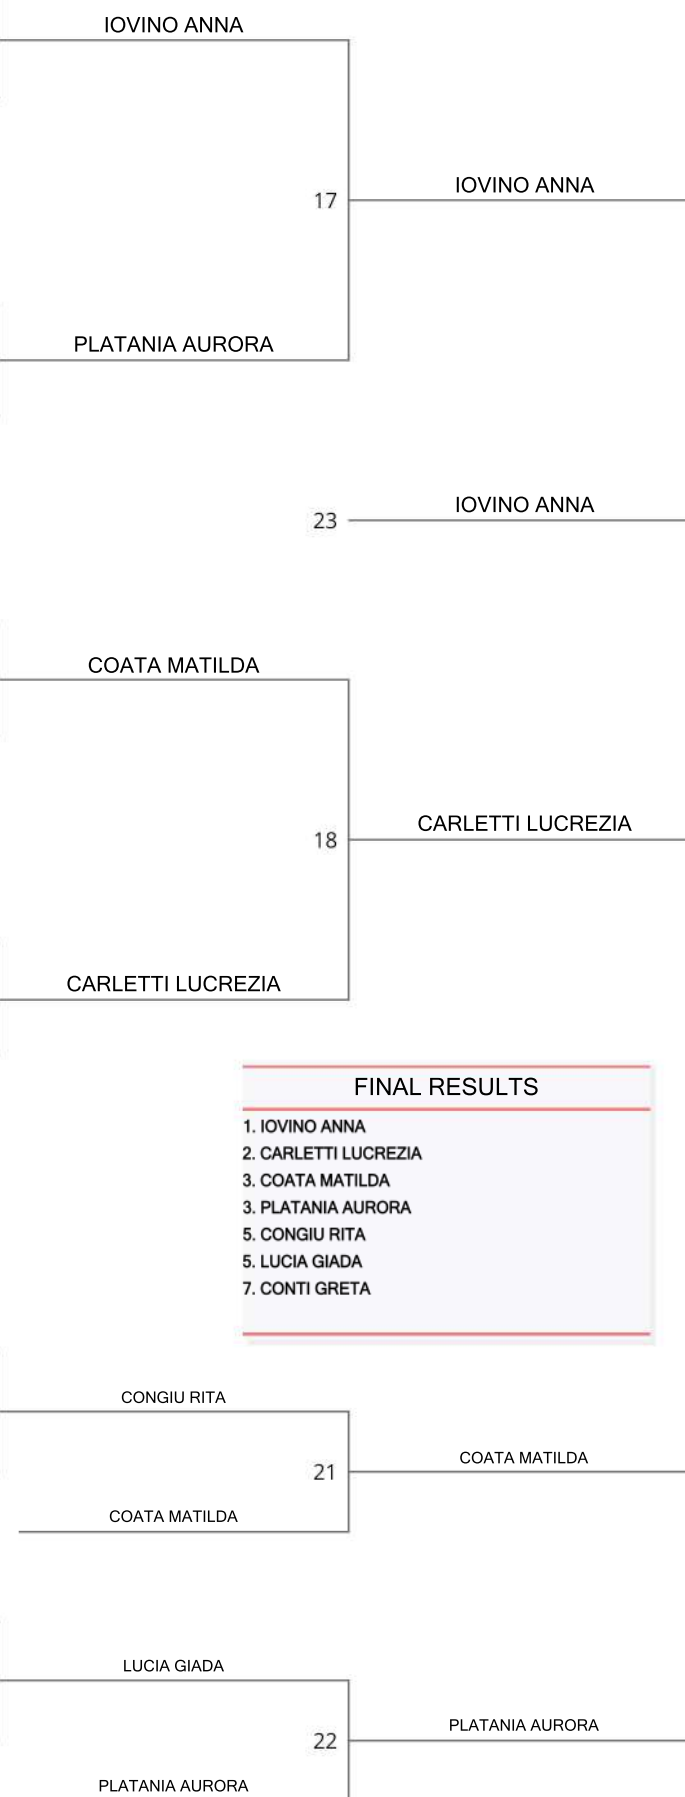 IOVINO ANNA
17
IOVINO ANNA
PLATANIA AURORA
23
IOVINO ANNA
COATA MATILDA
18
CARLETTI LUCREZIA
CARLETTI LUCREZIA
FINAL RESULTS
1. IOVINO ANNA
2. CARLETTI LUCREZIA
3. COATA MATILDA
3. PLATANIA AURORA
5. CONGIU RITA
5. LUCIA GIADA
7. CONTI GRETA
CONGIU RITA
21
COATA MATILDA
COATA MATILDA
LUCIA GIADA
22
PLATANIA AURORA
PLATANIA AURORA